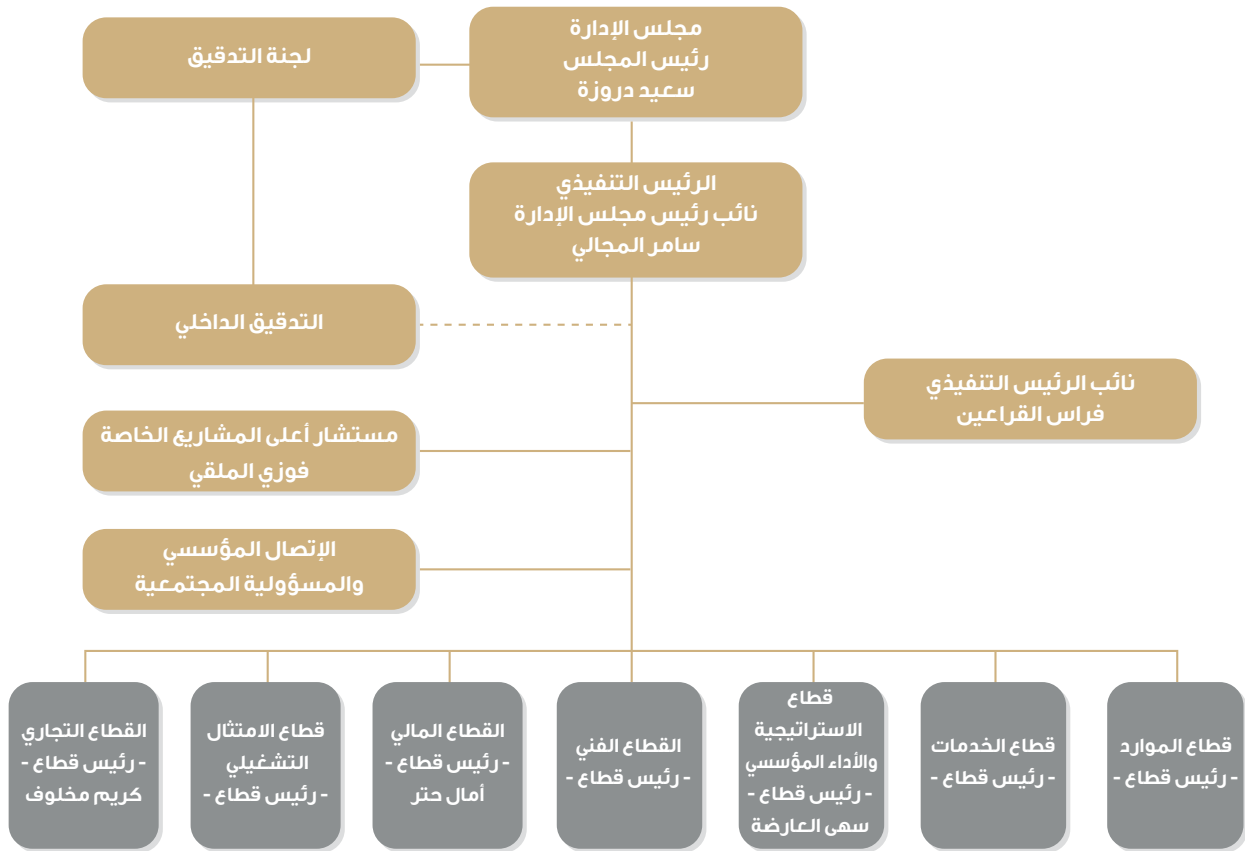 مجلس الإدارة
رئيس المجلس
سعيد دروزة
لجنة التدقيق
الرئيس التنفيذي
نائب رئيس مجلس الإدارة
سامر المجالي
التدقيق الداخلي
نائب الرئيس التنفيذي
فراس القراعين
مستشار أعلى المشاريع الخاصة
فوزي الملقي
الإتصال المؤسسي
والمسؤولية المجتمعية
قطاع الموارد
- رئيس قطاع -
قطاع الخدمات
- رئيس قطاع -
قطاع
الاستراتيجية
والأداء المؤسسي
- رئيس قطاع -
سهى العارضة
القطاع الفني
- رئيس قطاع -
القطاع المالي
- رئيس قطاع -
أمال حتر
قطاع الامتثال
التشغيلي
- رئيس قطاع -
القطاع التجاري
- رئيس قطاع -
كريم مخلوف